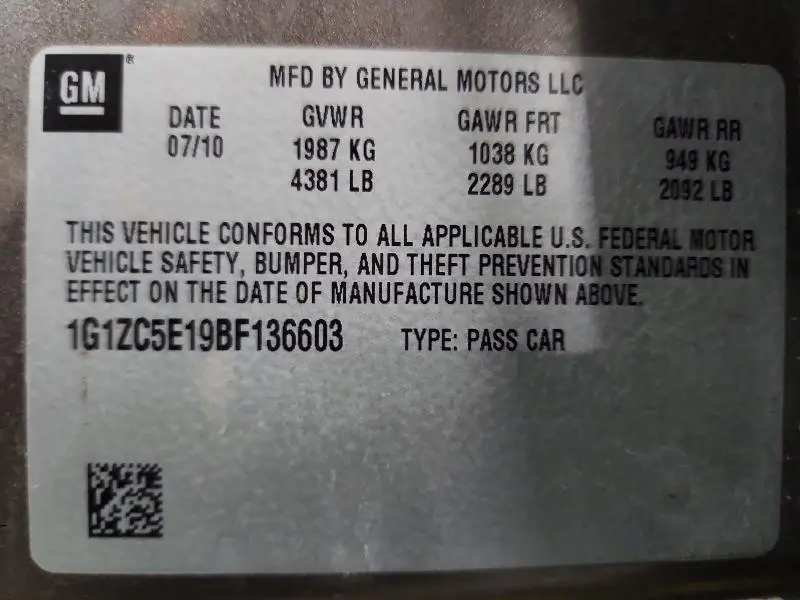 GM®
MFD BY GENERAL MOTORS LLC
DATE GVWR GAWR FRT GAWR RR
07/10 1987 KG 1038 KG 949 KG
4381 LB 2289 LB 2092 LB
THIS VEHICLE CONFORMS TO ALL APPLICABLE U.S. FEDERAL MOTOR
VEHICLE SAFETY, BUMPER, AND THEFT PREVENTION STANDARDS IN
EFFECT ON THE DATE OF MANUFACTURE SHOWN ABOVE.
1G1ZC5E19BF136603 TYPE: PASS CAR